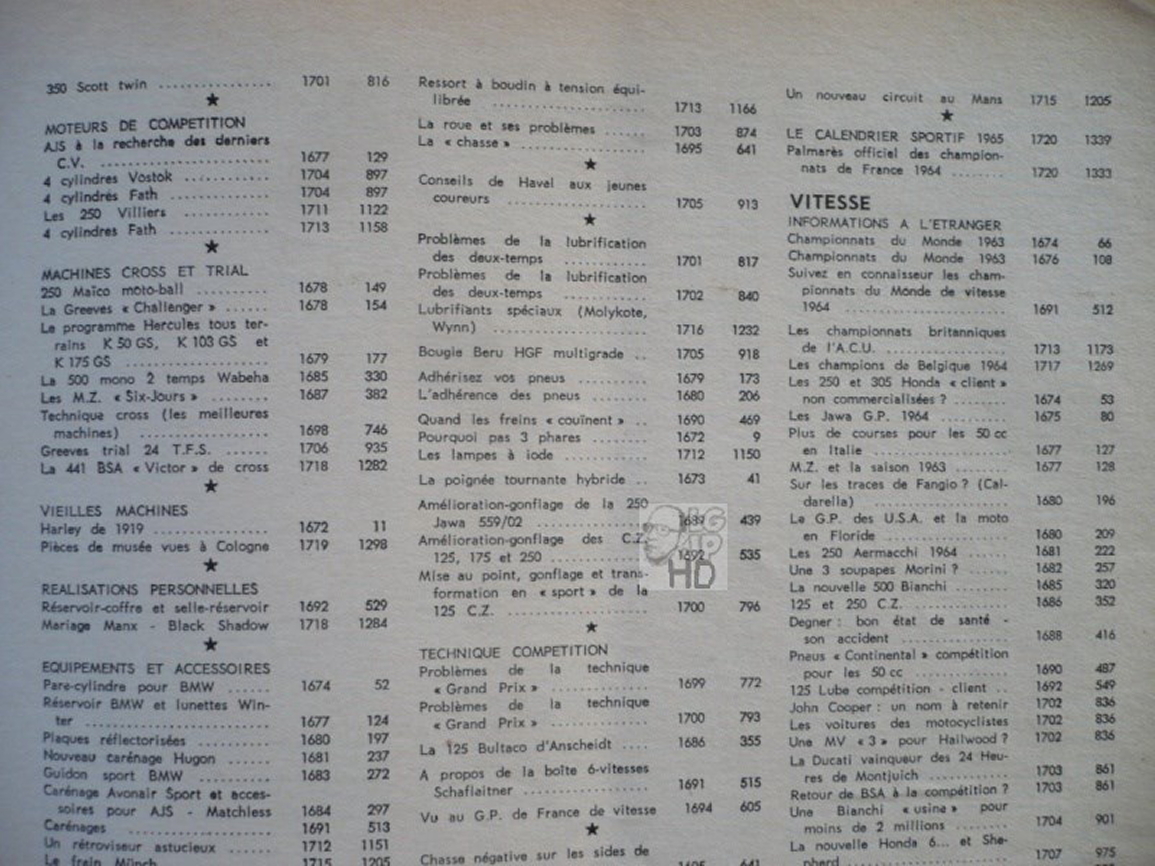 350 Scott twin ................ 1701 816
★
MOTEURS DE COMPETITION
AJS à la recherche des derniers
C.V. ........................ 1677 129
4 cylindres Vostok ............ 1704 897
4 cylindres Fath .............. 1704 897
Les 250 Villiers .............. 1711 1122
4 cylindres Fath .............. 1713 1158
★
MACHINES CROSS ET TRIAL
250 Maïco moto-ball .......... 1678 149
La Greeves « Challenger » ...... 1678 154
Le programme Hercules tous ter-
rains K 50 GS, K 103 GS et
K 175 GS .................... 1679 177
La 500 mono 2 temps Wabeha 1685 330
Les M.Z. « Six-Jours » ........ 1687 382
Technique cross (les meilleures
machines) .................. 1698 746
Greeves trial 24 T.F.S. ........ 1706 935
La 441 BSA « Victor » de cross 1718 1282
★
VIEILLES MACHINES
Harley de 1919 ................ 1672 11
Pièces de musée vues à Cologne 1719 1298
★
REALISATIONS PERSONNELLES
Réservoir-coffre et selle-réservoir 1692 529
Mariage Manx - Black Shadow 1718 1284
★
EQUIPEMENTS ET ACCESSOIRES
Pare-cylindre pour BMW ...... 1674 52
Réservoir BMW et lunettes Win-
ter .......................... 1677 124
Plaques réflectorisées .......... 1680 197
Nouveau carénage Hugon ...... 1681 237
Guidon sport BMW ............ 1683 272
Carénage Avonair Sport et acces-
soires pour AJS - Matchless 1684 297
Carénages .................... 1691 513
Un rétroviseur astucieux ...... 1712 1151
Le frein Münch 1715 1205
Ressort à boudin à tension équi-
librée ...................... 1713 1166
La roue et ses problèmes ...... 1703 874
La « chasse » .................. 1695 641
★
Conseils de Haval aux jeunes
coureurs .................... 1705 913
★
Problèmes de la lubrification
des deux-temps .............. 1701 817
Problèmes de la lubrification
des deux-temps ............ 1702 840
Lubrifiants spéciaux (Molykote,
Wynn) ...................... 1716 1232
Bougie Beru HGF multigrade .. 1705 918
Adhérisez vos pneus .......... 1679 173
L'adhérence des pneus ........ 1680 206
Quand les freins « couinent » .. 1690 469
Pourquoi pas 3 phares ........ 1672 9
Les lampes à iode ............ 1712 1150
La poignée tournante hybride .. 1673 41
Amélioration-gonflage de la 250
Jawa 559/02 .............. 439
Amélioration-gonflage des C.Z.
125, 175 et 250 ............ 1692 535
Mise au point, gonflage et trans-
formation en « sport » de la
125 C.Z. .................... 1700 796
★
TECHNIQUE COMPETITION
Problèmes de la technique
« Grand Prix » .............. 1699 772
Problèmes de la technique
« Grand Prix » .............. 1700 793
La 125 Bultaco d'Anscheidt .... 1686 355
A propos de la boîte 6-vitesses
Schaflaitner .................. 1691 515
Vu au G.P. de France de vitesse 1694 605
★
Chasse négative sur les sides de
1695 641
Un nouveau circuit au Mans 1715 1205
★
LE CALENDRIER SPORTIF 1965 1720 1339
Palmarès officiel des champion-
nats de France 1964 ........ 1720 1333
VITESSE
INFORMATIONS A L'ETRANGER
Championnats du Monde 1963 1674 66
Championnats du Monde 1963 1676 108
Suivez en connaisseur les cham-
pionnats du Monde de vitesse
1964 ........................ 1691 512
Les championnats britanniques
de l'A.C.U. ................ 1713 1173
Les champions de Belgique 1964 1717 1269
Les 250 et 305 Honda « client »
non commercialisées ? ........ 1674 53
Les Jawa G.P. 1964 .......... 1675 80
Plus de courses pour les 50 cc
en Italie .................... 1677 127
M.Z. et la saison 1963 ........ 1677 128
Sur les traces de Fangio ? (Cal-
darella) .................... 1680 196
Le G.P. des U.S.A. et la moto
en Floride .................. 1680 209
Les 250 Aermacchi 1964 ...... 1681 222
Une 3 soupapes Morini ? ...... 1682 257
La nouvelle 500 Bianchi ...... 1685 320
125 et 250 C.Z. .............. 1686 352
Degner : bon état de santé -
son accident ................ 1688 416
Pneus « Continental » compétition
pour les 50 cc .............. 1690 487
125 Lube compétition - client .. 1692 549
John Cooper : un nom à retenir 1702 836
Les voitures des motocyclistes 1702 836
Une MV « 3 » pour Hailwood ? 1702 836
La Ducati vainqueur des 24 Heu-
res de Montjuich ............ 1703 861
Retour de BSA à la compétition ? 1703 861
Une Bianchi « usine » pour
moins de 2 millions .......... 1704 901
La nouvelle Honda 6... et She-
pherd 1707 975
BIG
HD